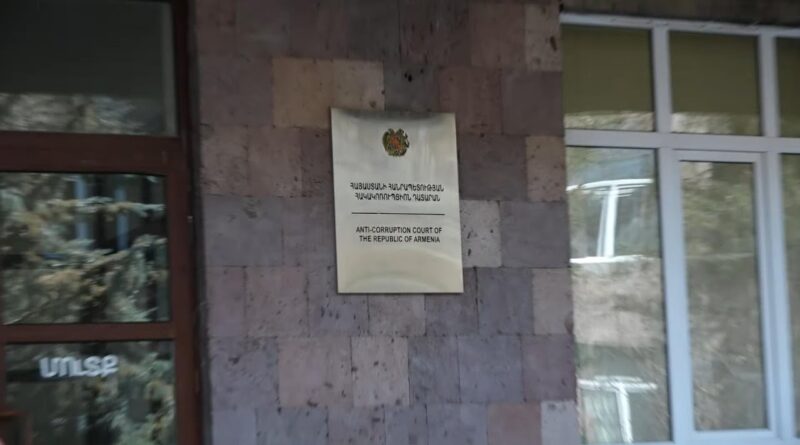 ՀԱՅԱՍՏԱՆԻ ՀԱՆՐԱՊԵՏՈՒԹՅԱՆ
ՀԱԿԱԿՈՌՈՒՊՑԻՈՆ ԴԱՏԱՐԱՆ
ANTI-CORRUPTION COURT OF
THE REPUBLIC OF ARMENIA
Մուտք